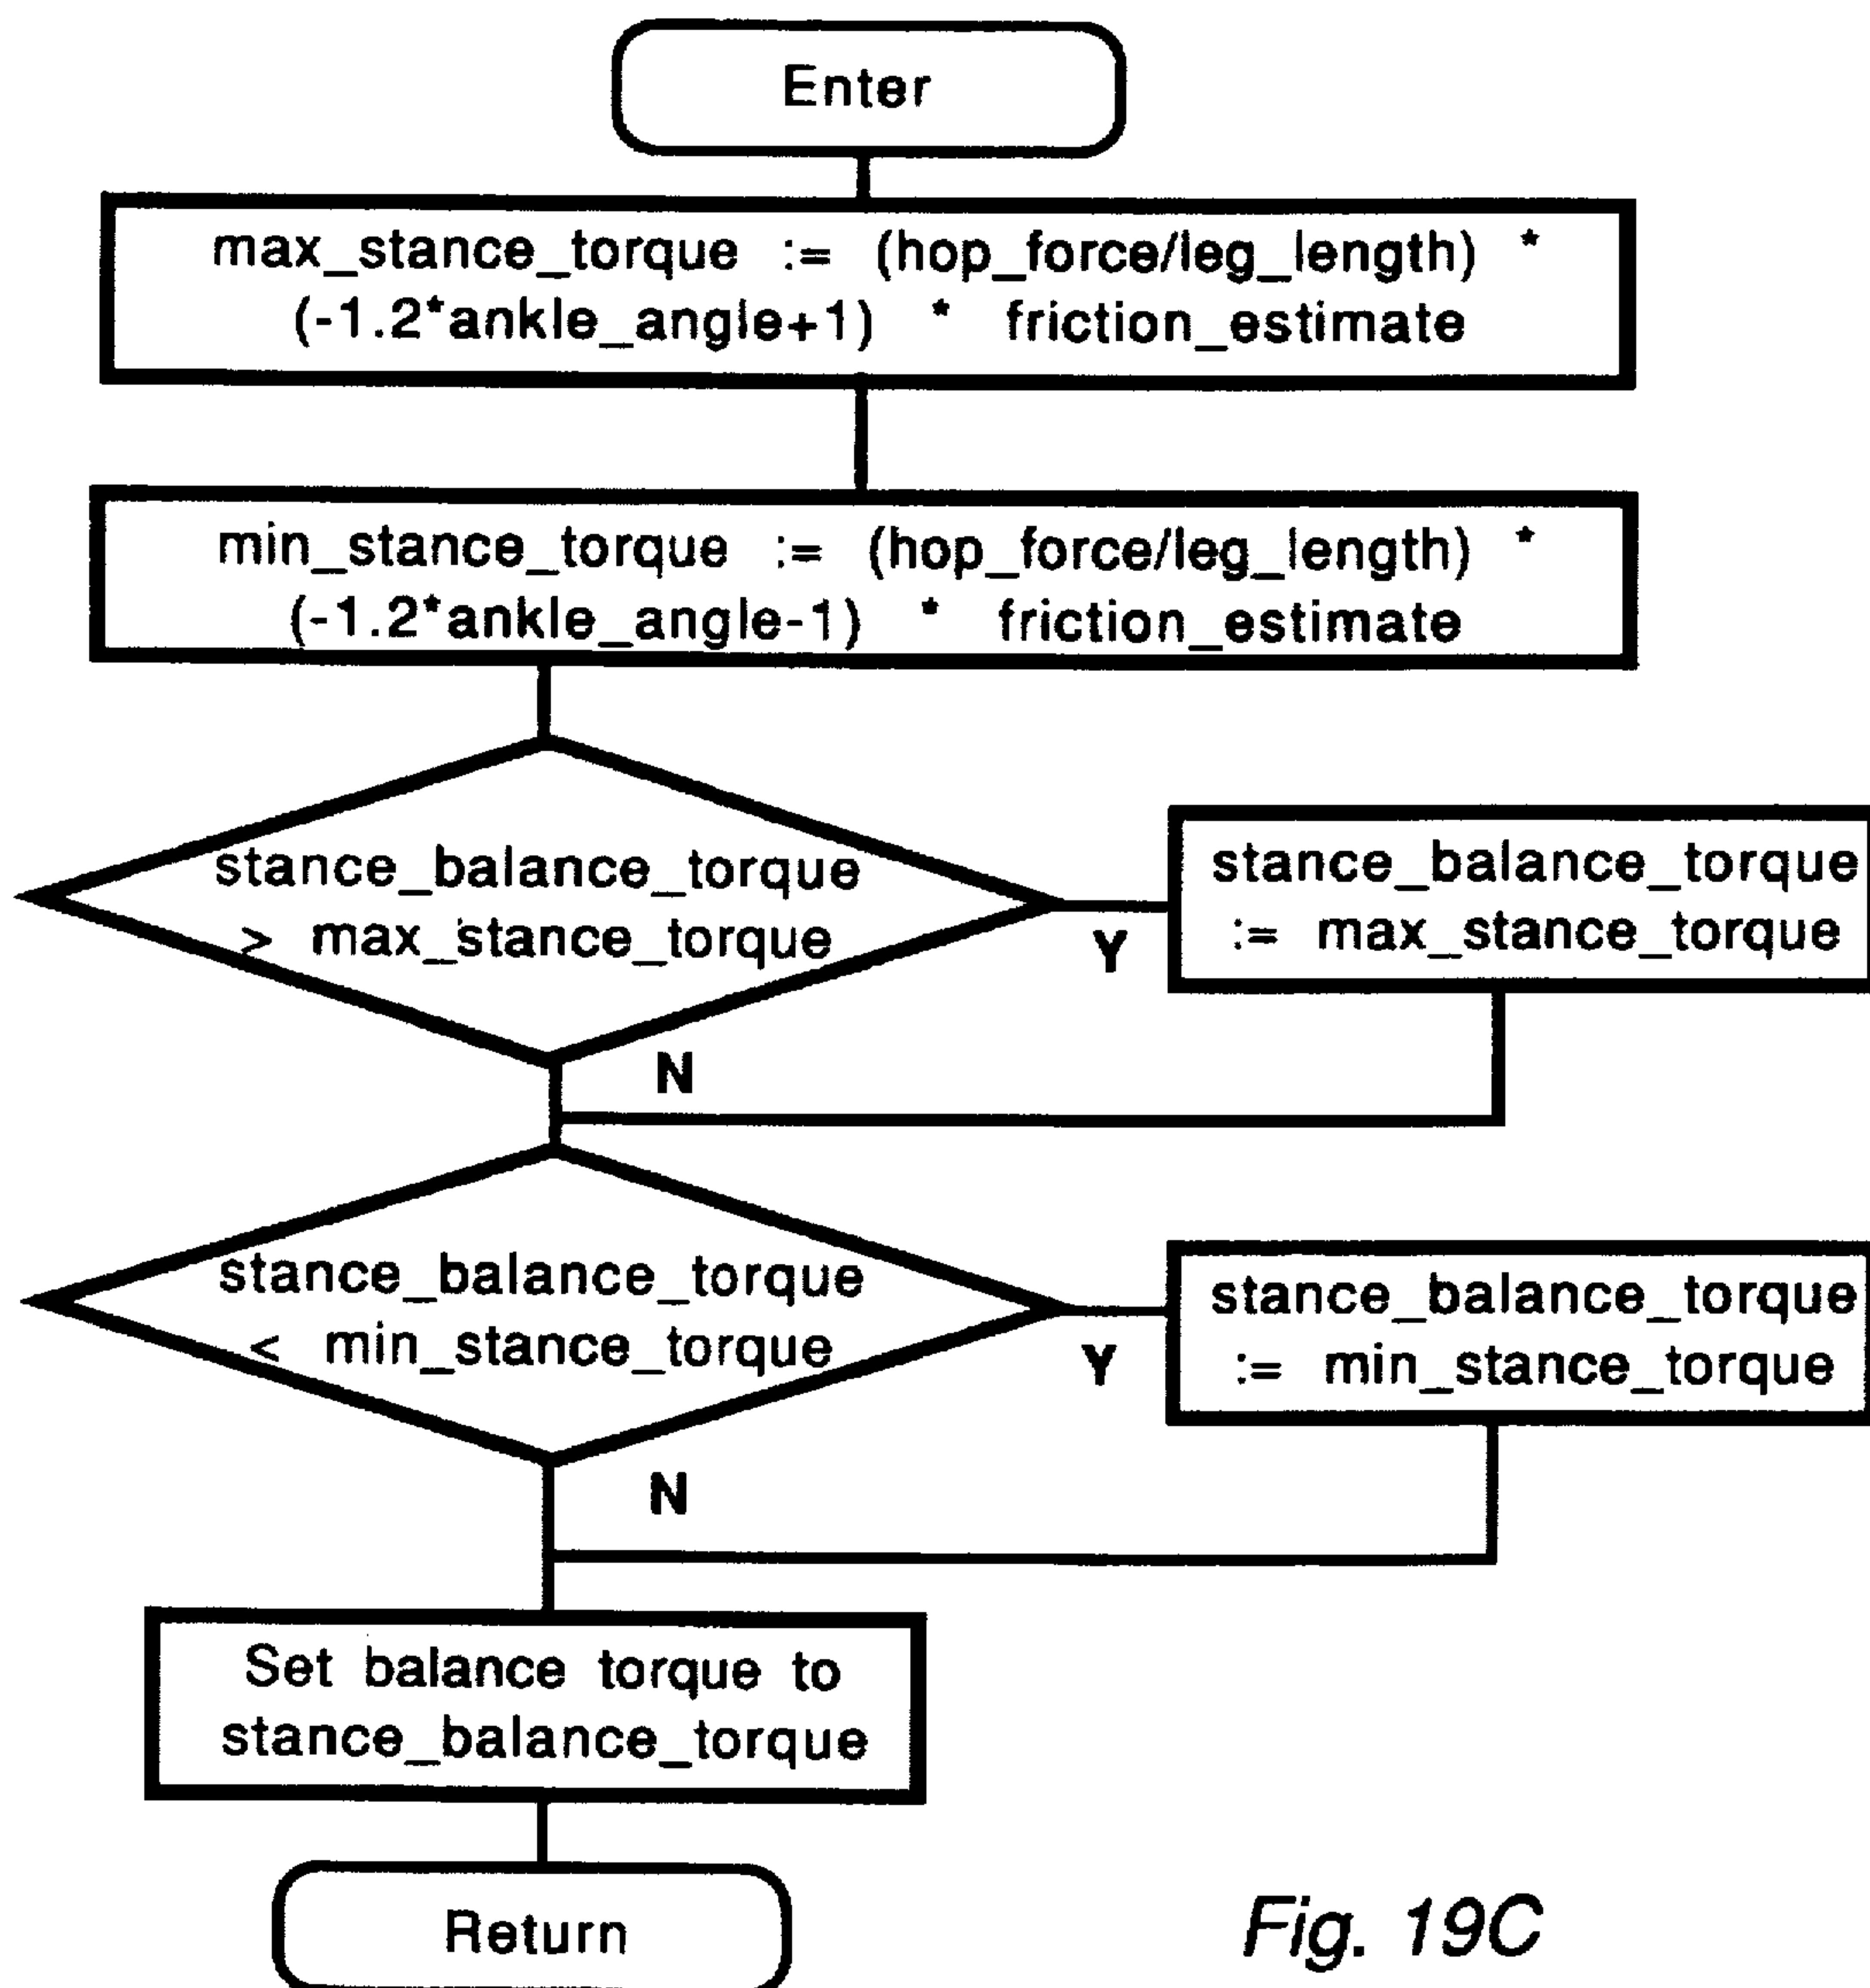 Enter
max_stance_torque := (hop_force/leg_length) *
(-1.2*ankle_angle+1) * friction_estimate
min_stance_torque := (hop_force/leg_length) *
(-1.2*ankle_angle-1) * friction_estimate
stance_balance_torque
> max_stance_torque
Y
stance_balance_torque
:= max_stance_torque
N
stance_balance_torque
< min_stance_torque
Y
stance_balance_torque
:= min_stance_torque
N
Set balance torque to
stance_balance_torque
Return
Fig. 19C